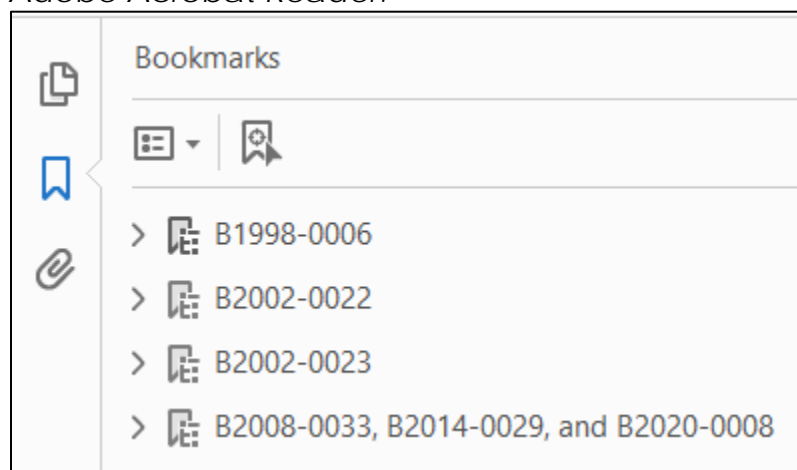 Adobe Acrobat Reader.
Bookmarks
B1998-0006
B2002-0022
B2002-0023
B2008-0033, B2014-0029, and B2020-0008